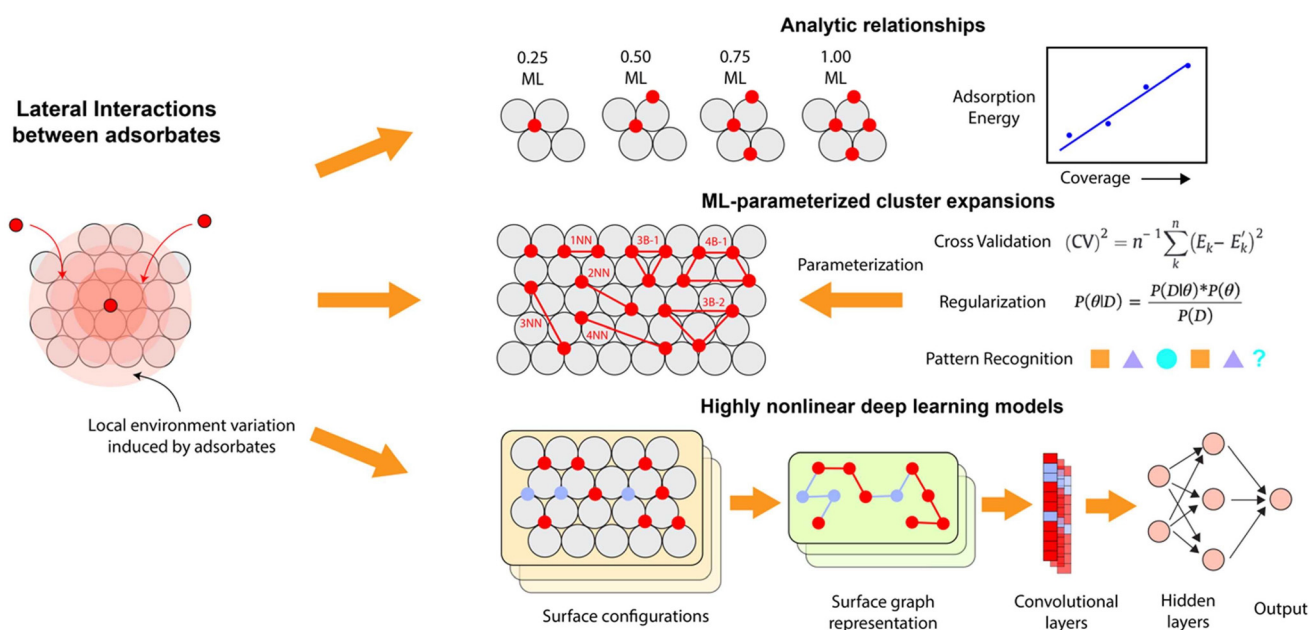 Analytic relationships
0.25
ML
0.50
ML
0.75
ML
1.00
ML
Adsorption
Energy
Coverage
Lateral Interactions
between adsorbates
Local environment variation
induced by adsorbates
ML-parameterized cluster expansions
1NN
3B-1
4B-1
2NN
3B-2
3NN
4NN
Parameterization
Cross Validation (CV)² = n⁻¹ ∑ₖⁿ (Eₖ – E′ₖ)²
Regularization P(θ|D) = P(D|θ)*P(θ) / P(D)
Pattern Recognition ?
Highly nonlinear deep learning models
Surface configurations
Surface graph
representation
Convolutional
layers
Hidden
layers
Output